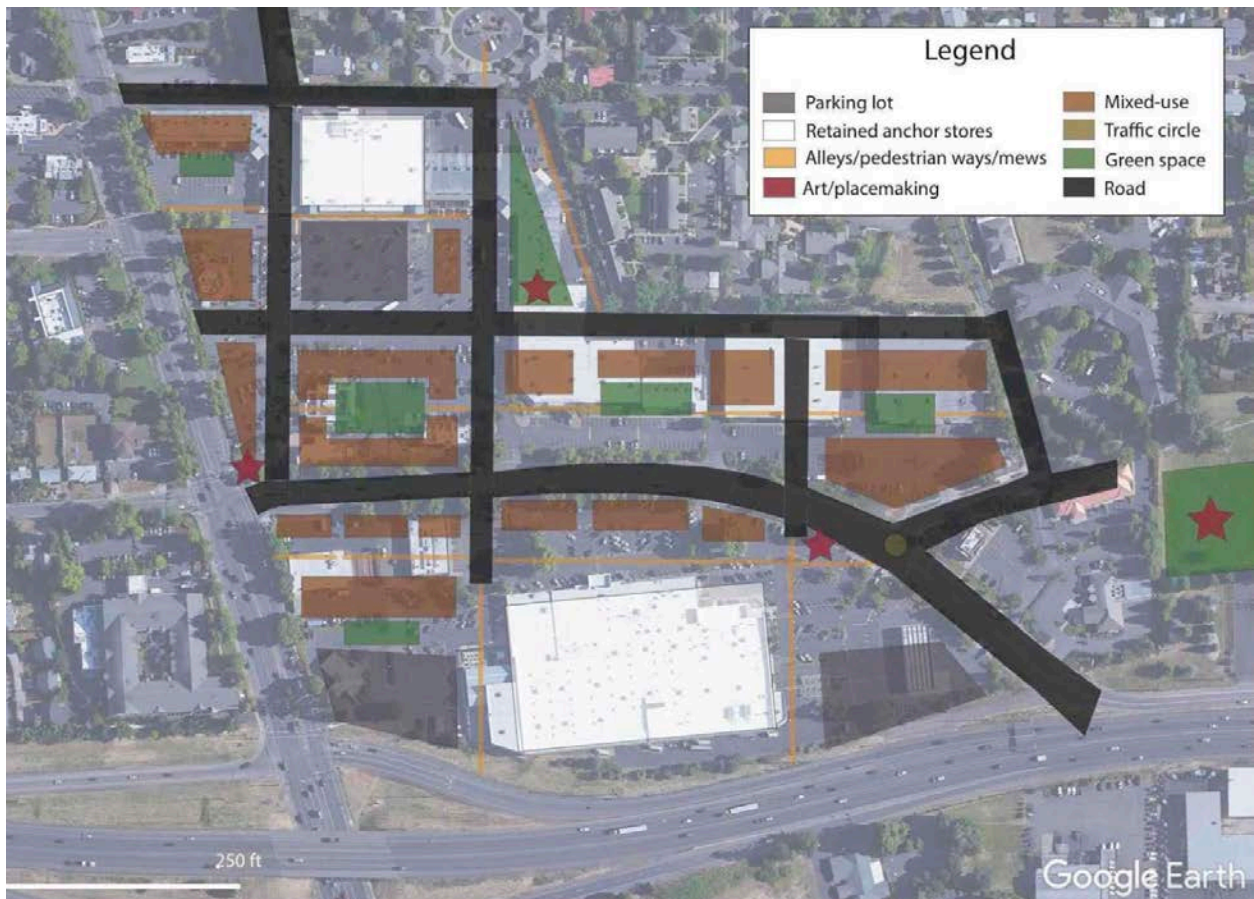 Legend
Parking lot
Mixed-use
Retained anchor stores
Traffic circle
Alleys/pedestrian ways/mews
Green space
Art/placemaking
Road
250 ft
Google Earth